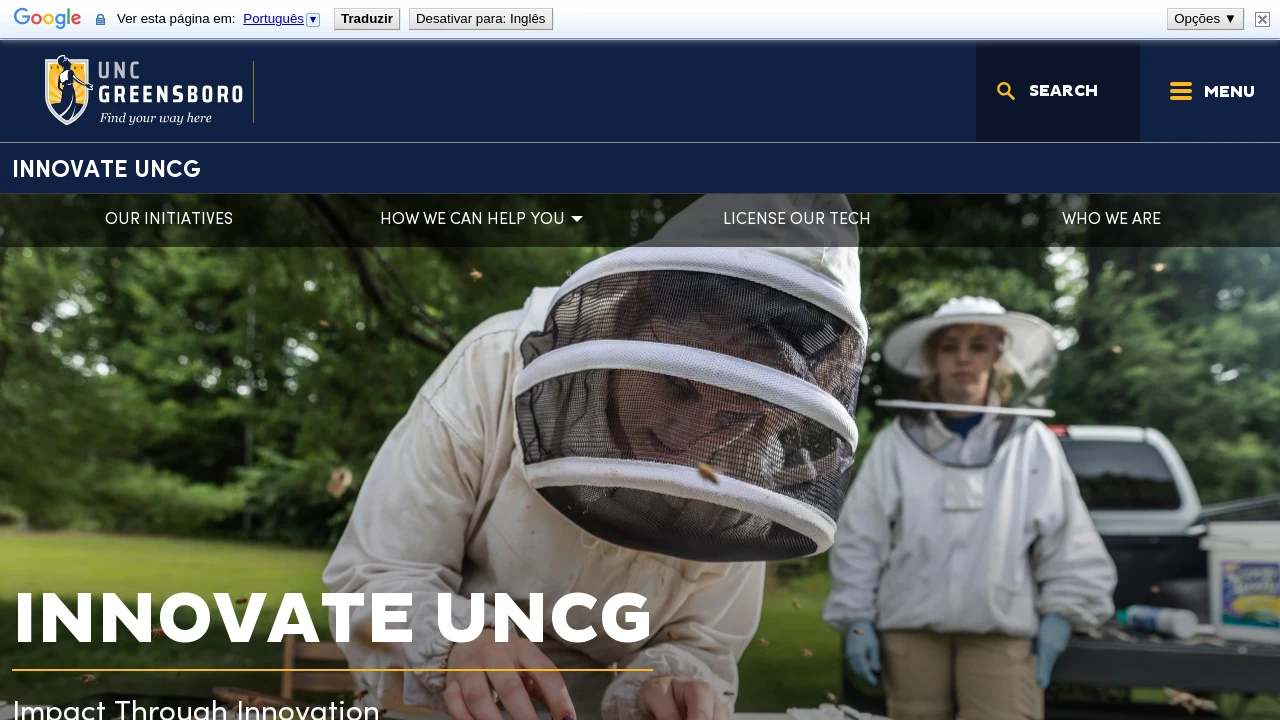 Google Ver esta página em: Português ▼ Traduzir Desativar para: Inglês Opções ▼
UNC
GREENSBORO
Find your way here
SEARCH
MENU
INNOVATE UNCG
OUR INITIATIVES HOW WE CAN HELP YOU LICENSE OUR TECH WHO WE ARE
INNOVATE UNCG
Impact Through Innovation